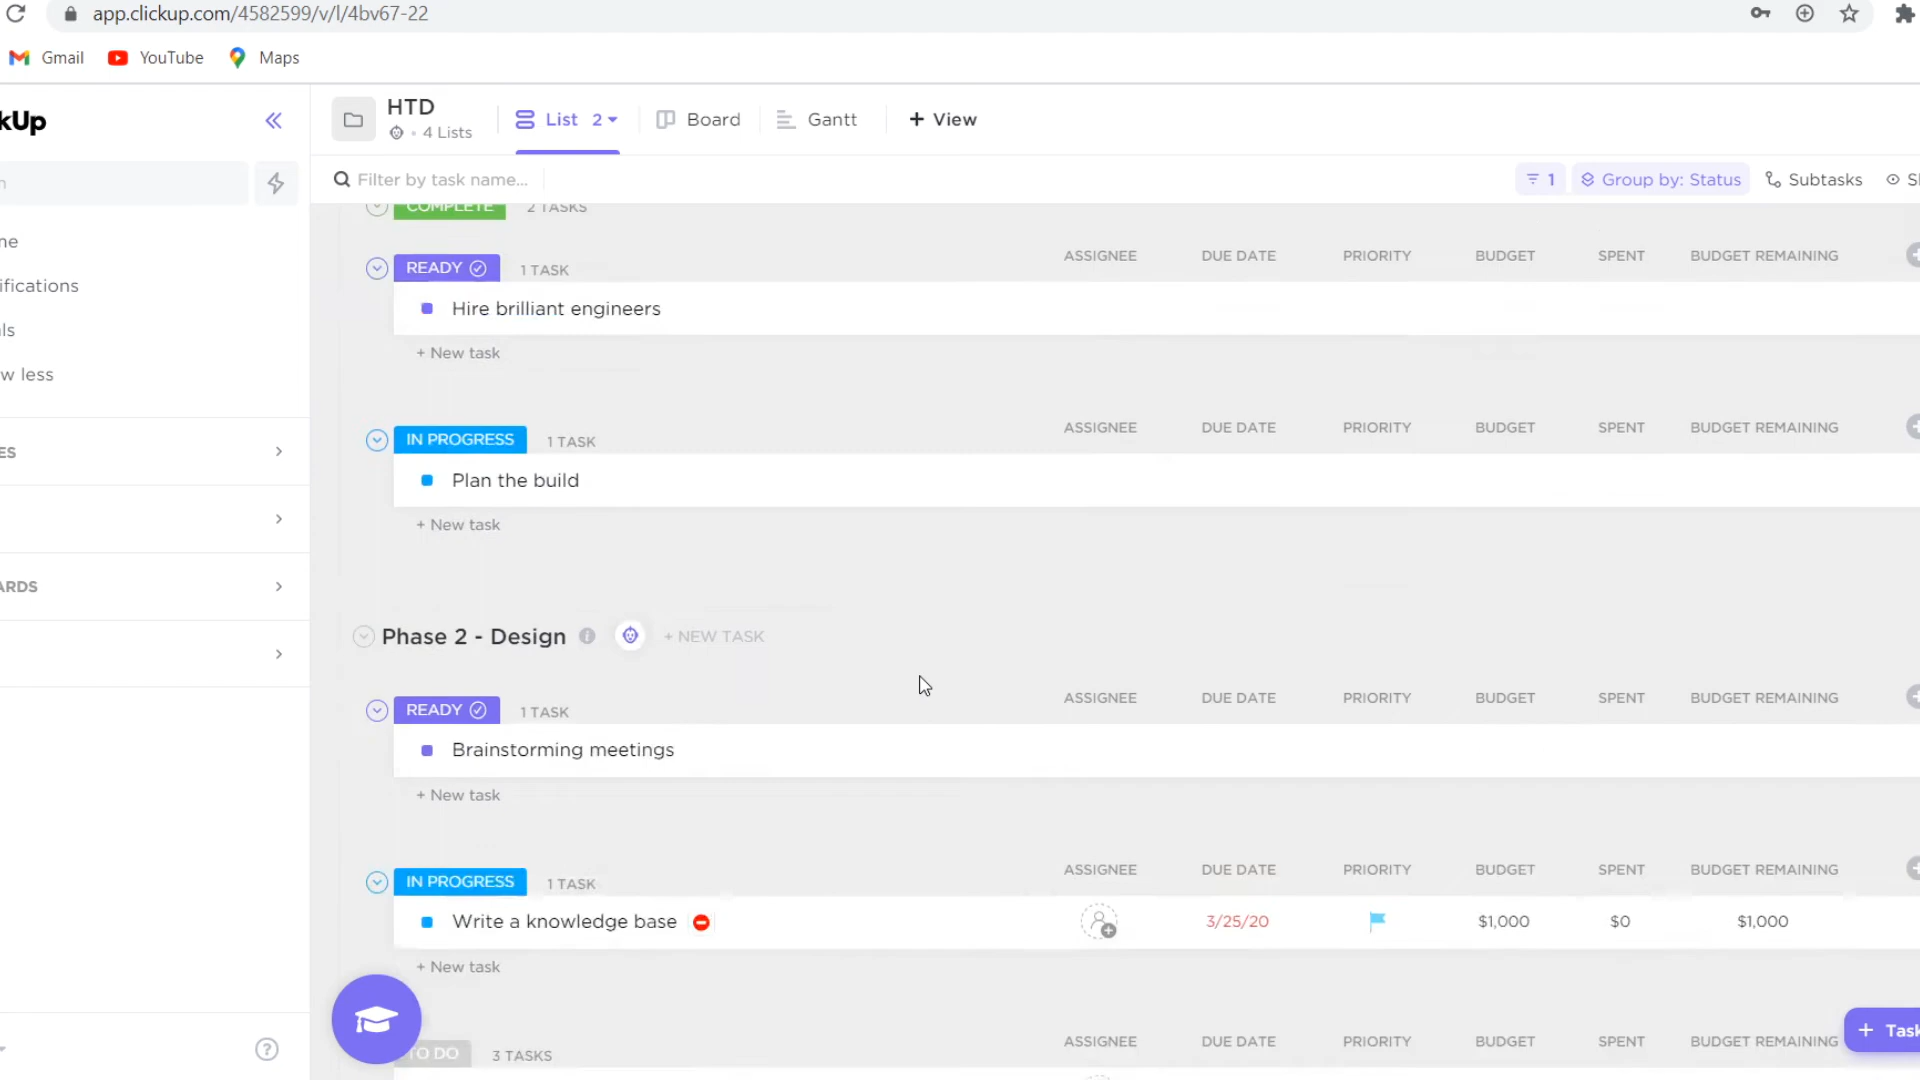 app.clickup.com/4582599/v/l/4bv67-22
Gmail YouTube Maps
kUp
HTD
4 Lists
List 2 Board Gantt + View
Filter by task name...
1 Group by: Status Subtasks
COMPLETE 2 TASKS
me
ifications
ls
w less
ES
ARDS
READY 1 TASK ASSIGNEE DUE DATE PRIORITY BUDGET SPENT BUDGET REMAINING
Hire brilliant engineers
+ New task
IN PROGRESS 1 TASK ASSIGNEE DUE DATE PRIORITY BUDGET SPENT BUDGET REMAINING
Plan the build
+ New task
Phase 2 - Design + NEW TASK
READY 1 TASK ASSIGNEE DUE DATE PRIORITY BUDGET SPENT BUDGET REMAINING
Brainstorming meetings
+ New task
IN PROGRESS 1 TASK ASSIGNEE DUE DATE PRIORITY BUDGET SPENT BUDGET REMAINING
Write a knowledge base 3/25/20 $1,000 $0 $1,000
+ New task
TO DO 3 TASKS ASSIGNEE DUE DATE PRIORITY BUDGET SPENT BUDGET REMAINING
+ Task